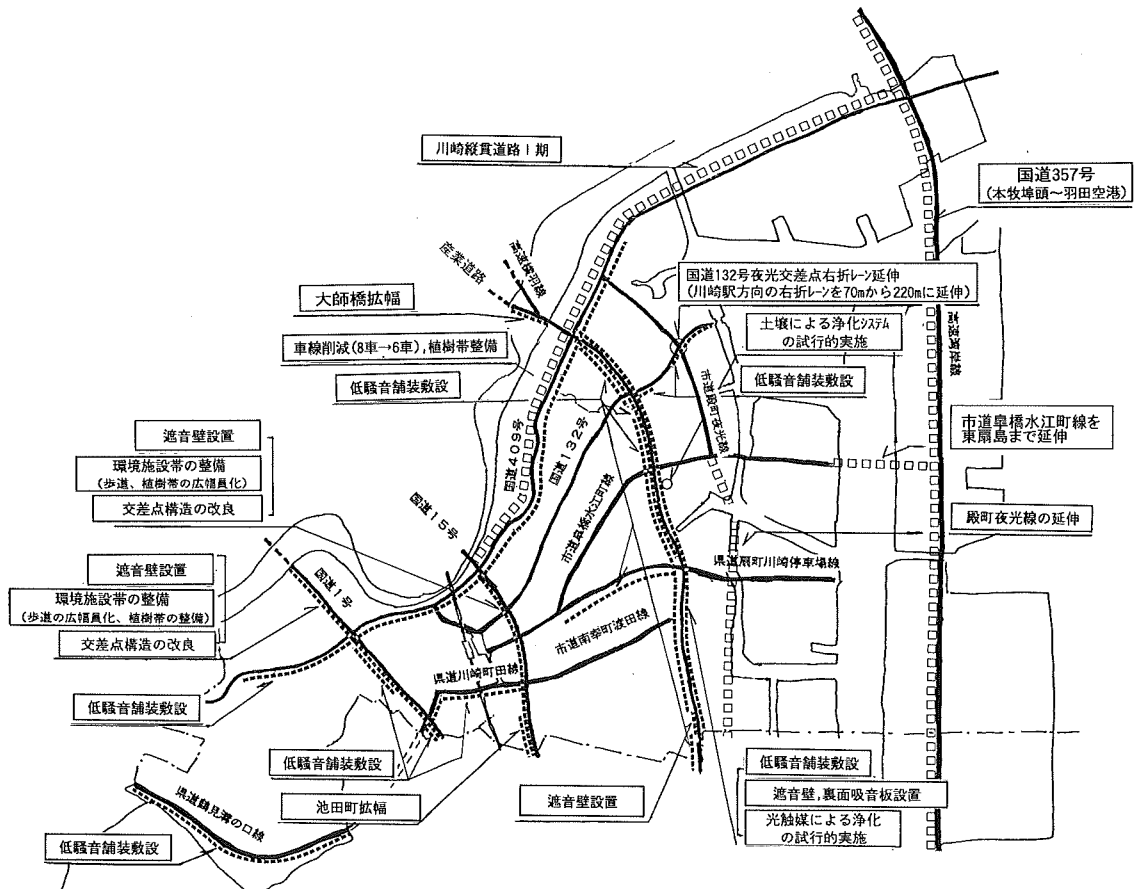 川崎縦貫道路Ⅰ期
国道357号
(本牧埠頭〜羽田空港)
産業道路
高速横羽線
国道132号夜光交差点右折レーン延伸
(川崎駅方向の右折レーンを70mから220mに延伸)
大師橋拡幅
土壌による浄化システム
の試行的実施
高速湾岸線
車線削減(8車→6車),植樹帯整備
低騒音舗装敷設
低騒音舗装敷設
市道殿町夜光線
市道皐橋水江町線を
東扇島まで延伸
遮音壁設置
環境施設帯の整備
(歩道、植樹帯の広幅員化)
交差点構造の改良
国道409号
国道132号
国道15号
市道皐橋水江町線
殿町夜光線の延伸
遮音壁設置
環境施設帯の整備
(歩道の広幅員化、植樹帯の整備)
交差点構造の改良
国道1号
県道扇町川崎停車場線
市道南幸町渡田線
県道川崎町田線
低騒音舗装敷設
低騒音舗装敷設
池田町拡幅
遮音壁設置
低騒音舗装敷設
遮音壁,裏面吸音板設置
光触媒による浄化
の試行的実施
県道鶴見溝の口線
低騒音舗装敷設